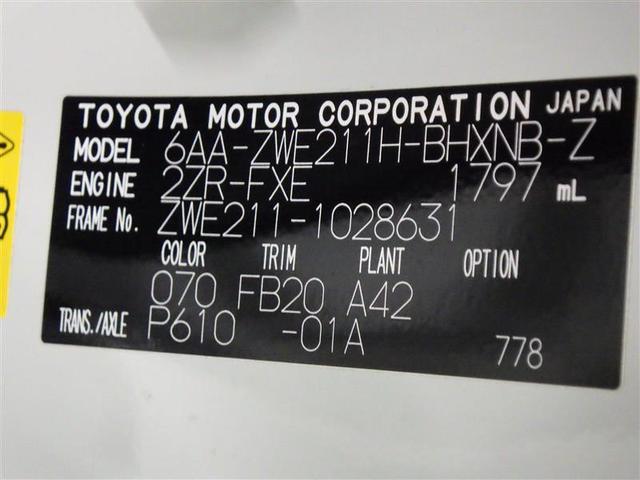 TOYOTA MOTOR CORPORATION JAPAN
MODEL 6AA-ZWE211H-BHXNB-Z
ENGINE 2ZR-FXE 1797 mL
FRAME No. ZWE211-1028631
COLOR TRIM PLANT OPTION
070 FB20 A42
TRANS./AXLE P610 -01A
778